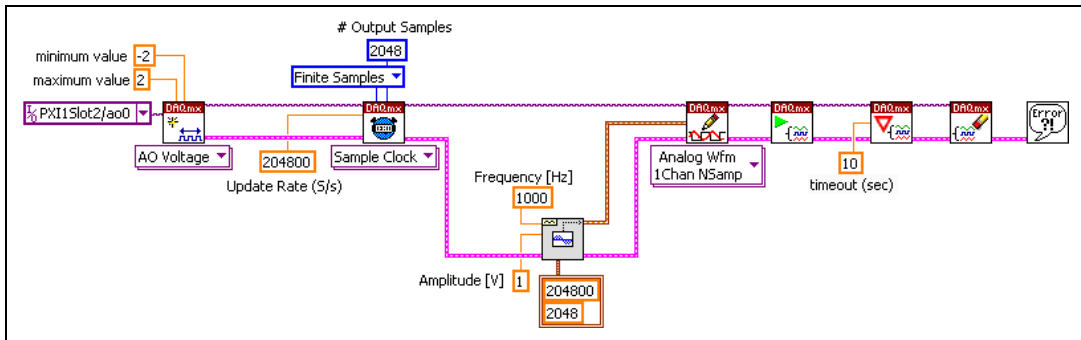 # Output Samples
2048
minimum value -2
maximum value 2
Finite Samples
PXI1Slot2/ao0
DAQmx
DAQmx
DAQmx
DAQmx
DAQmx
DAQmx
Error
?!
AO Voltage
204800
Sample Clock
Update Rate (S/s)
Analog Wfm
1Chan NSamp
10
timeout (sec)
Frequency [Hz]
1000
Amplitude [V] 1
204800
2048